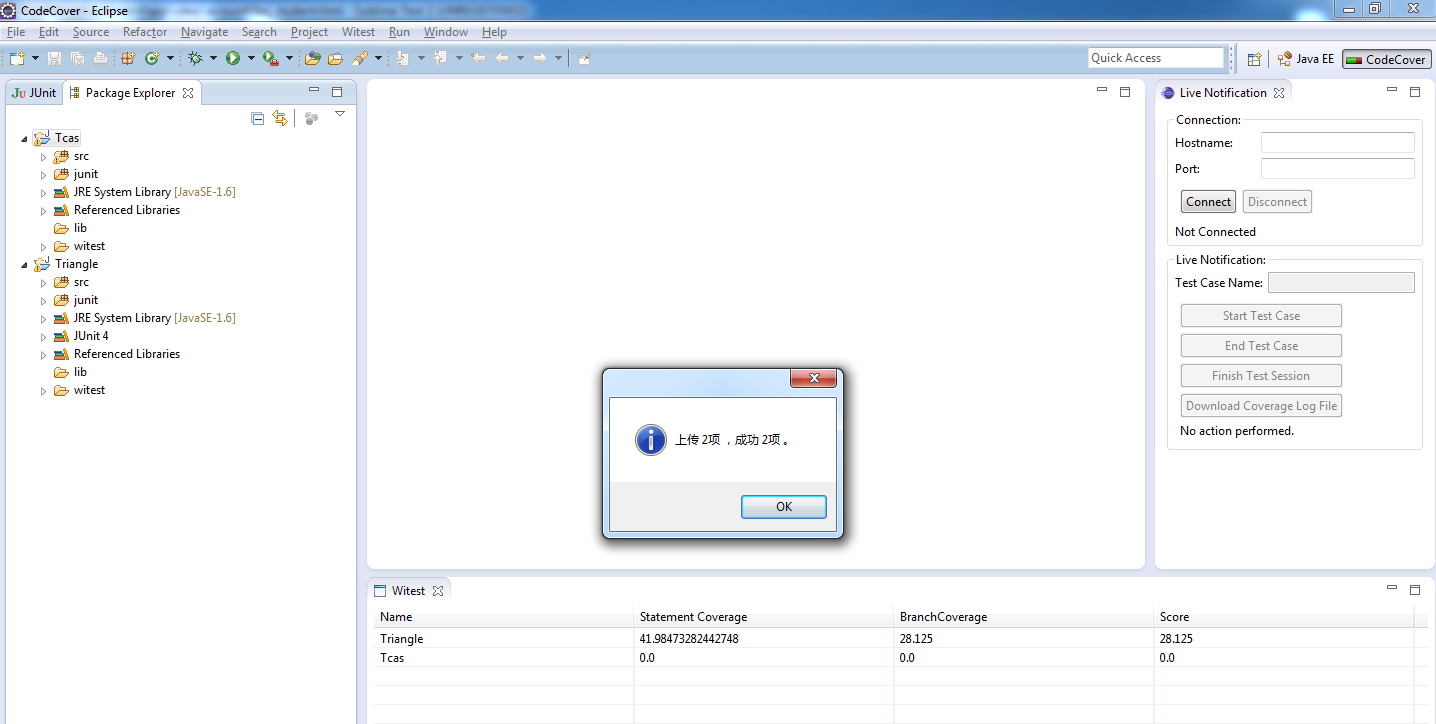 CodeCover - Eclipse
File Edit Source Refactor Navigate Search Project Witest Run Window Help
Quick Access
Java EE
CodeCover
JUnit
Package Explorer
Tcas
src
junit
JRE System Library [JavaSE-1.6]
Referenced Libraries
lib
witest
Triangle
src
junit
JRE System Library [JavaSE-1.6]
JUnit 4
Referenced Libraries
lib
witest
上传 2项 ，成功 2项 。
OK
Live Notification
Connection:
Hostname:
Port:
Connect Disconnect
Not Connected
Live Notification:
Test Case Name:
Start Test Case
End Test Case
Finish Test Session
Download Coverage Log File
No action performed.
Witest
Name Statement Coverage BranchCoverage Score
Triangle 41.98473282442748 28.125 28.125
Tcas 0.0 0.0 0.0